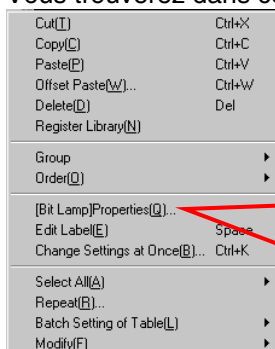 Vous trouverez dans ce
Cut(T) Ctrl+X
Copy(C) Ctrl+C
Paste(P) Ctrl+V
Offset Paste(W)... Ctrl+W
Delete(D) Del
Register Library(N)
Group
Order(O)
[Bit Lamp]Properties(Q)...
Edit Label(E) Space
Change Settings at Once(B)... Ctrl+K
Select All(A)
Repeat(R)...
Batch Setting of Table(L)
Modify(F)